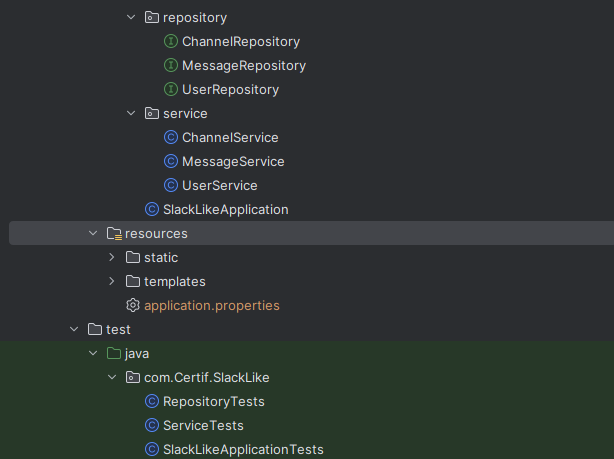 repository
ChannelRepository
MessageRepository
UserRepository
service
ChannelService
MessageService
UserService
SlackLikeApplication
resources
static
templates
application.properties
test
java
com.Certif.SlackLike
RepositoryTests
ServiceTests
SlackLikeApplicationTests